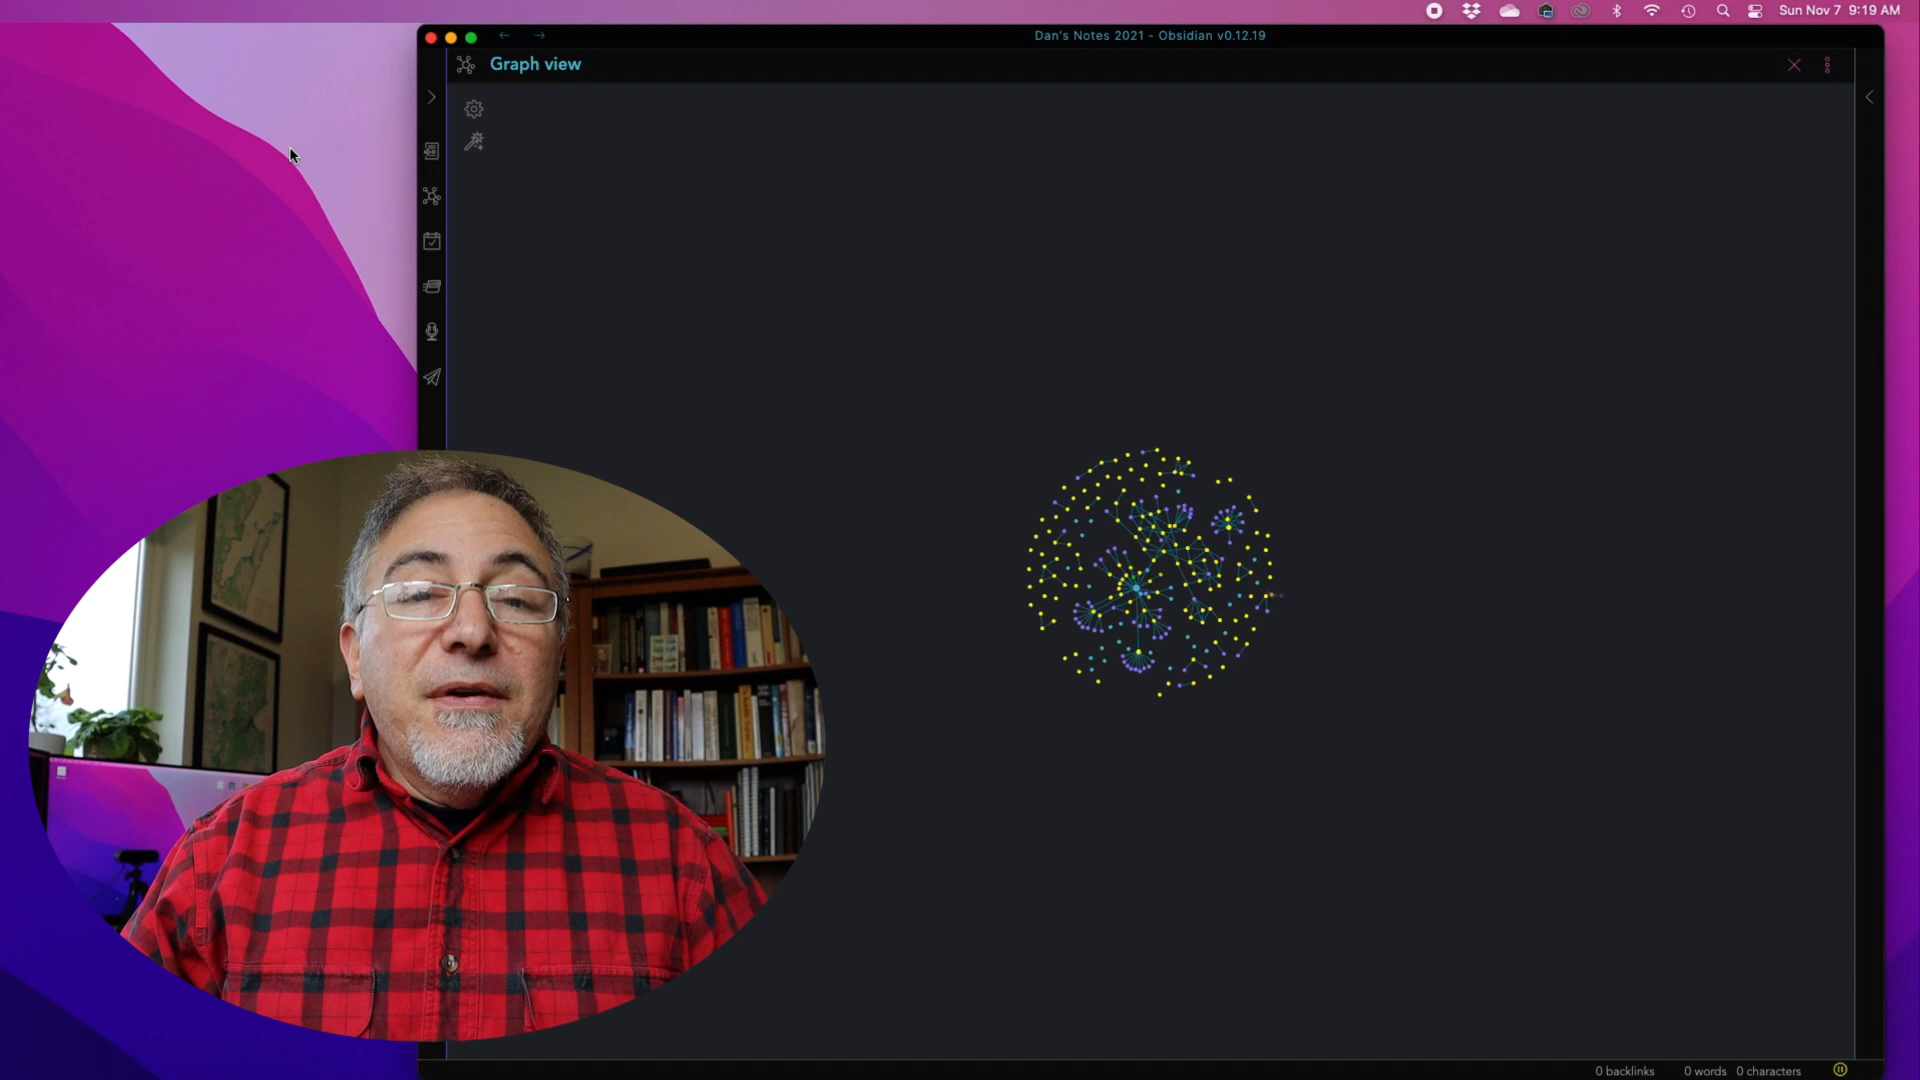 Sun Nov 7 9:19 AM
Dan's Notes 2021 - Obsidian v0.12.19
Graph view
0 backlinks 0 words 0 characters